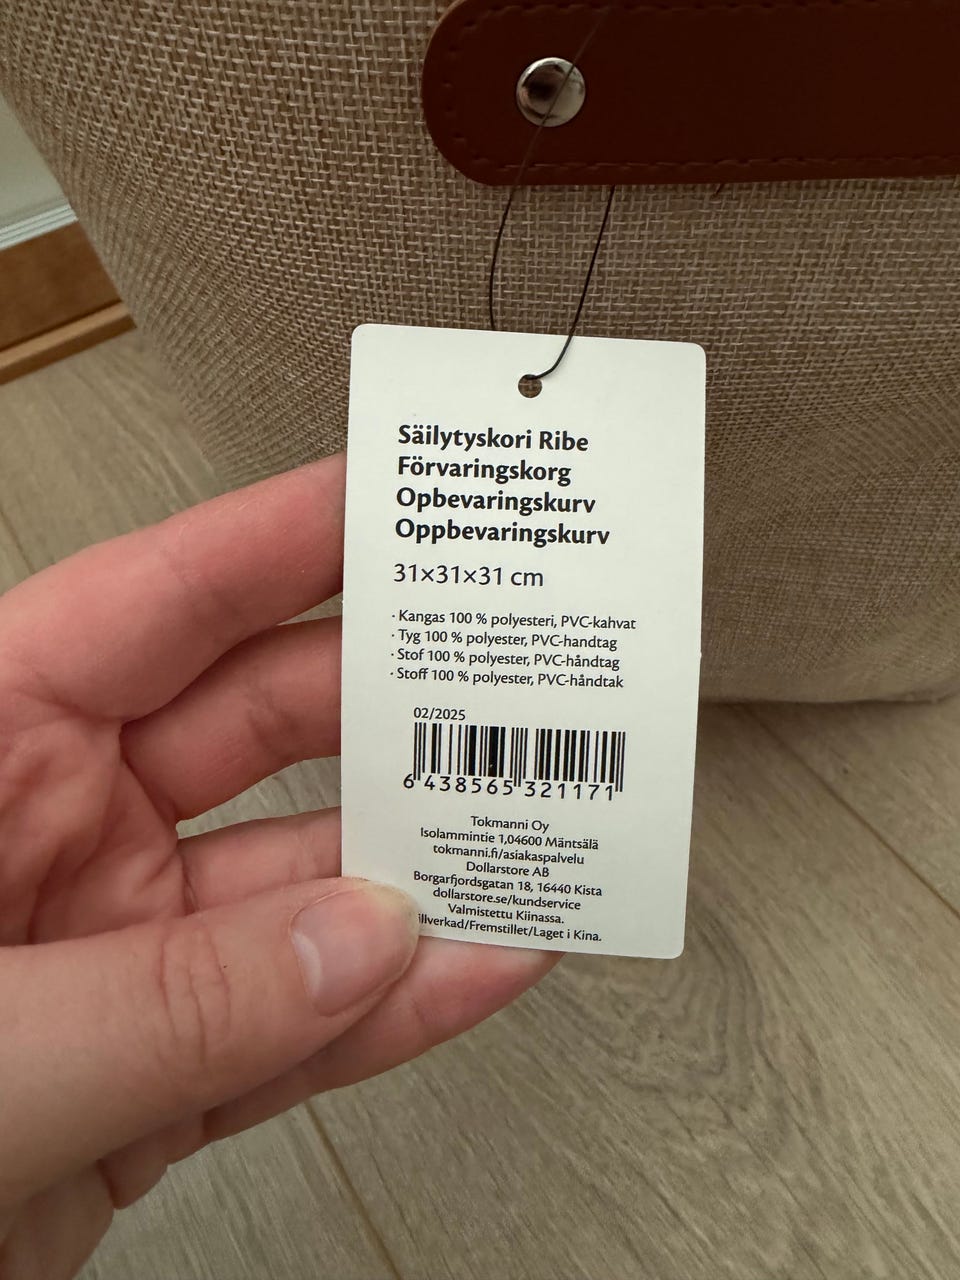 Säilytyskori Ribe
Förvaringskorg
Opbevaringskurv
Oppbevaringskurv
31×31×31 cm
· Kangas 100 % polyesteri, PVC-kahvat
· Tyg 100 % polyester, PVC-handtag
· Stof 100 % polyester, PVC-håndtag
· Stoff 100 % polyester, PVC-håndtak
02/2025
6 438565 321171
Tokmanni Oy
Isolammintie 1,04600 Mäntsälä
tokmanni.fi/asiakaspalvelu
Dollarstore AB
Borgarfjordsgatan 18, 16440 Kista
dollarstore.se/kundservice
Valmistettu Kiinassa.
illverkad/Fremstillet/Laget i Kina.